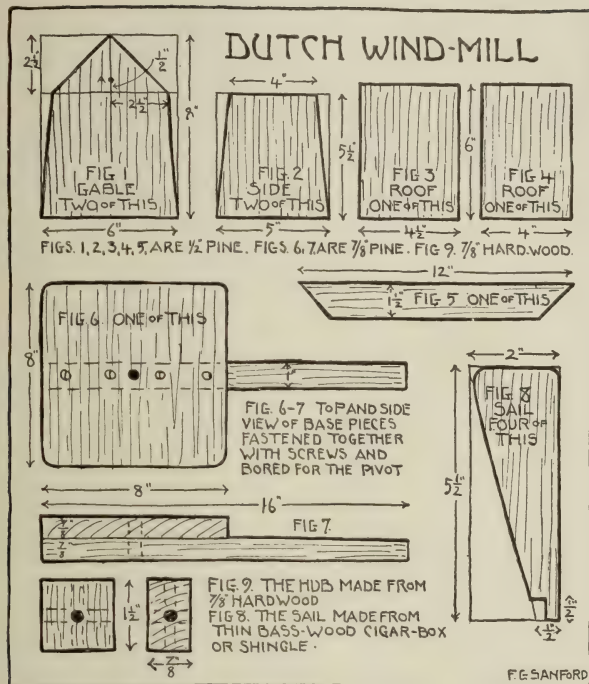 DUTCH WIND-MILL
2½"
½"
2½"
8"
FIG 1
GABLE
TWO OF THIS
6"
4"
5½"
FIG. 2
SIDE
TWO OF THIS
5"
FIG 3
ROOF
ONE OF THIS
4½"
6"
FIG 4
ROOF
ONE OF THIS
4"
FIGS. 1, 2, 3, 4, 5, ARE ½" PINE. FIGS. 6, 7, ARE 7/8" PINE. FIG 9. 7/8" HARD-WOOD.
12"
1½"
FIG 5 ONE OF THIS
FIG. 6 ONE OF THIS
8"
1"
8"
FIG. 6-7 TOP AND SIDE
VIEW OF BASE PIECES
FASTENED TOGETHER
WITH SCREWS AND
BORED FOR THE PIVOT
16"
7/8"
7/8
FIG 7.
2"
FIG 8
SAIL
FOUR OF
THIS
5½"
½"
½"
1½"
7/8"
FIG. 9. THE HUB MADE FROM
7/8" HARDWOOD
FIG 8. THE SAIL MADE FROM
THIN BASS-WOOD CIGAR-BOX
OR SHINGLE.
F.G. SANFORD